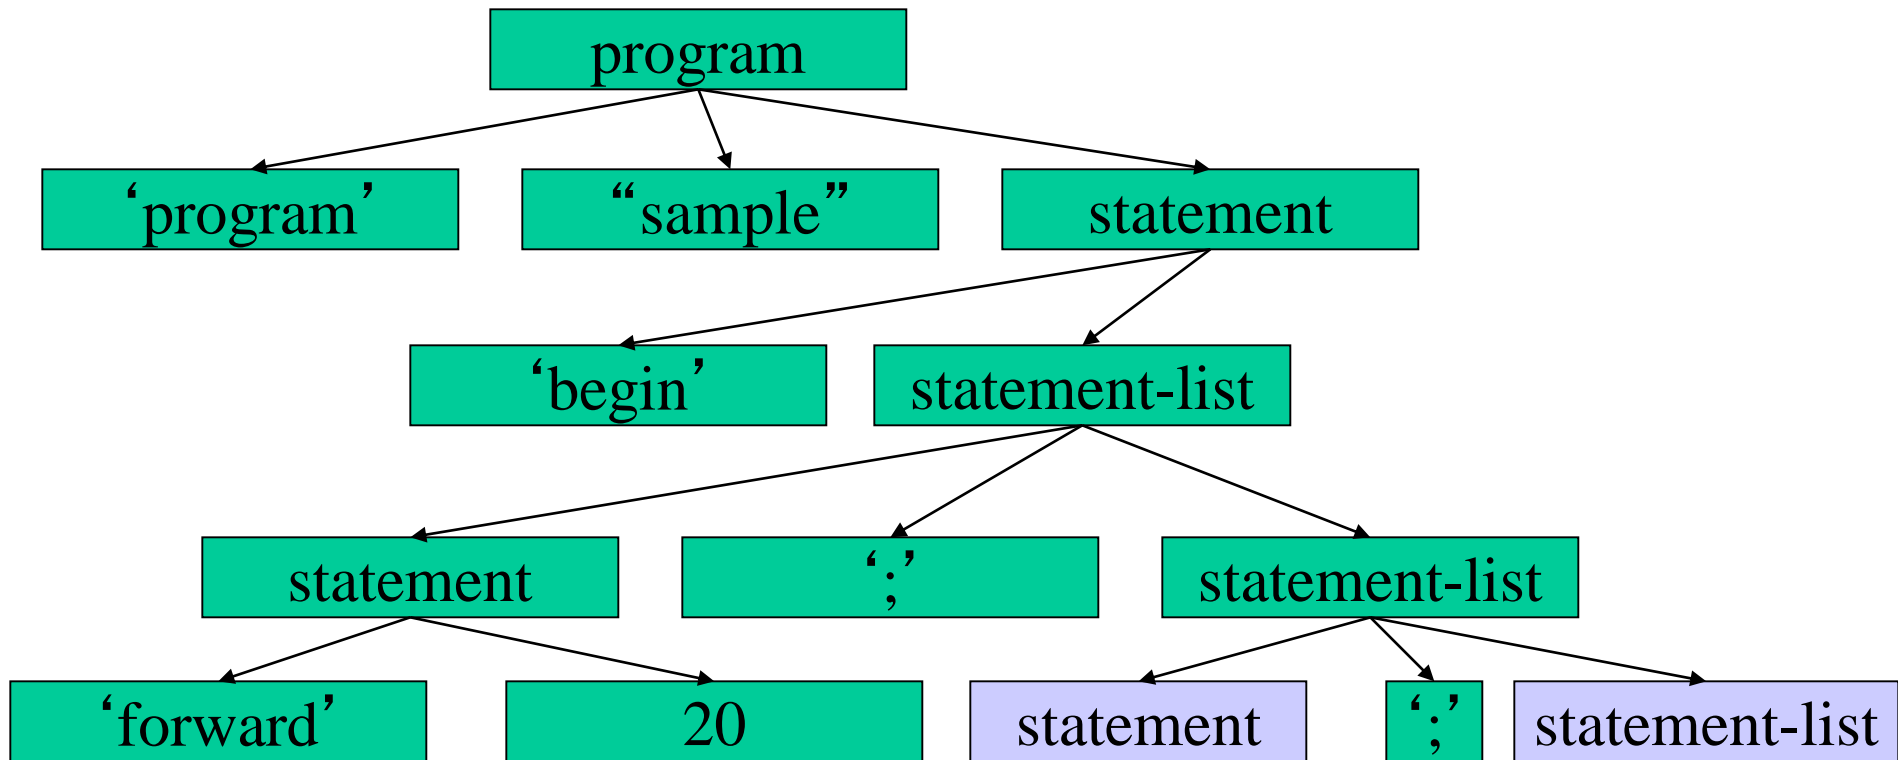 program
‘program’
“sample”
statement
‘begin’
statement-list
statement
‘;’
statement-list
‘forward’
20
statement
‘;’
statement-list